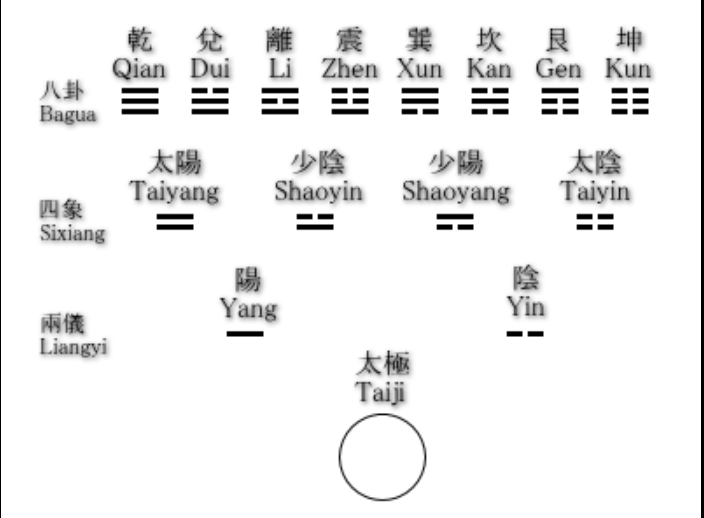 乾 兌 離 震 巽 坎 艮 坤
Qian Dui Li Zhen Xun Kan Gen Kun
八卦
Bagua
太陽 少陰 少陽 太陰
Taiyang Shaoyin Shaoyang Taiyin
四象
Sixiang
陽 陰
Yang Yin
兩儀
Liangyi
太極
Taiji